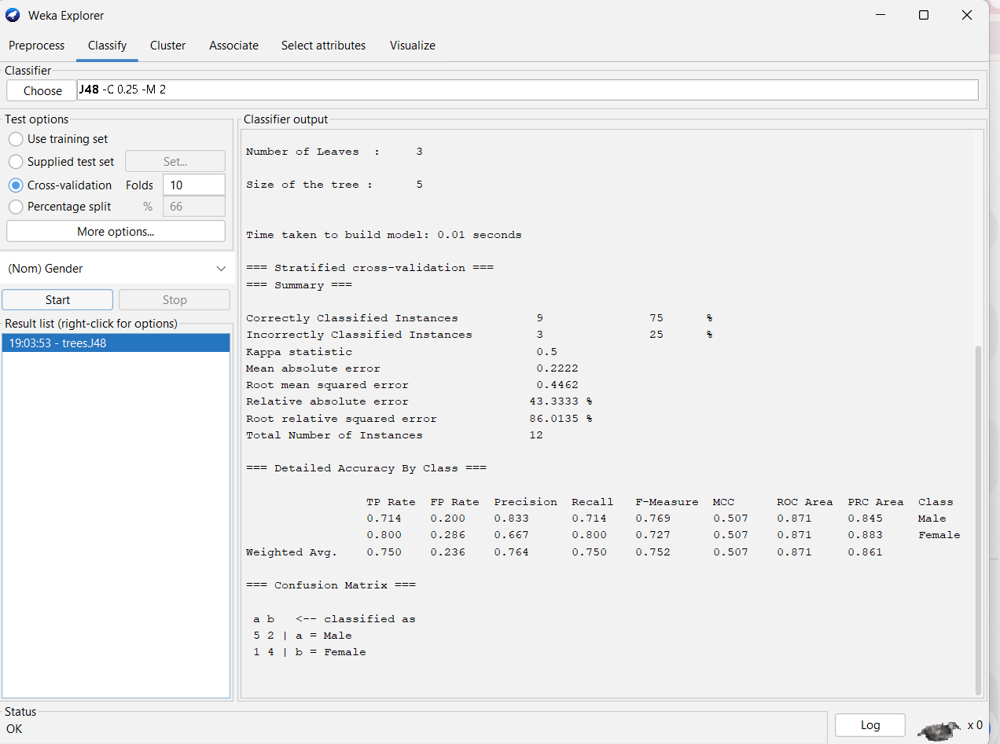 Weka Explorer
Preprocess Classify Cluster Associate Select attributes Visualize
Classifier
Choose J48 -C 0.25 -M 2
Test options
Use training set
Supplied test set Set...
Cross-validation Folds 10
Percentage split % 66
More options...
(Nom) Gender
Start Stop
Result list (right-click for options)
19:03:53 - trees.J48
Classifier output
Number of Leaves  : 3
Size of the tree : 5
Time taken to build model: 0.01 seconds
=== Stratified cross-validation ===
=== Summary ===
Correctly Classified Instances 9 75 %
Incorrectly Classified Instances 3 25 %
Kappa statistic 0.5
Mean absolute error 0.2222
Root mean squared error 0.4462
Relative absolute error 43.3333 %
Root relative squared error 86.0135 %
Total Number of Instances 12
=== Detailed Accuracy By Class ===
TP Rate FP Rate Precision Recall F-Measure MCC ROC Area PRC Area Class
0.714 0.200 0.833 0.714 0.769 0.507 0.871 0.845 Male
0.800 0.286 0.667 0.800 0.727 0.507 0.871 0.883 Female
Weighted Avg. 0.750 0.236 0.764 0.750 0.752 0.507 0.871 0.861
=== Confusion Matrix ===
a b <-- classified as
5 2 | a = Male
1 4 | b = Female
Status
OK
Log x 0